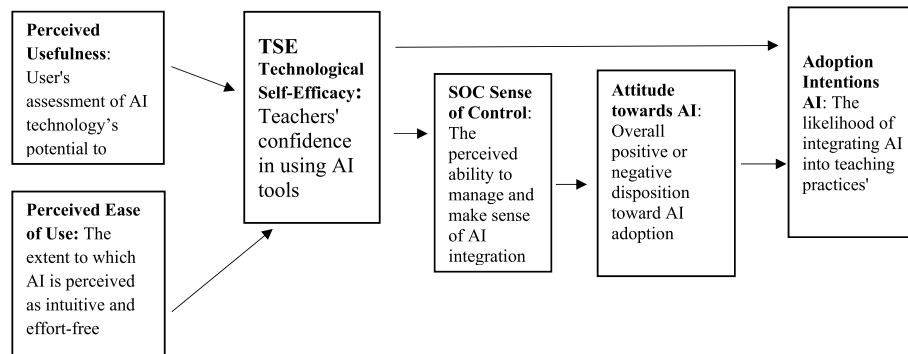 Perceived
Usefulness:
User's
assessment of AI
technology's
potential to
Perceived Ease
of Use: The
extent to which
AI is perceived
as intuitive and
effort-free
TSE
Technological
Self-Efficacy:
Teachers'
confidence
in using AI
tools
SOC Sense
of Control:
The
perceived
ability to
manage and
make sense
of AI
integration
Attitude
towards AI:
Overall
positive or
negative
disposition
toward AI
adoption
Adoption
Intentions
AI: The
likelihood of
integrating AI
into teaching
practices'